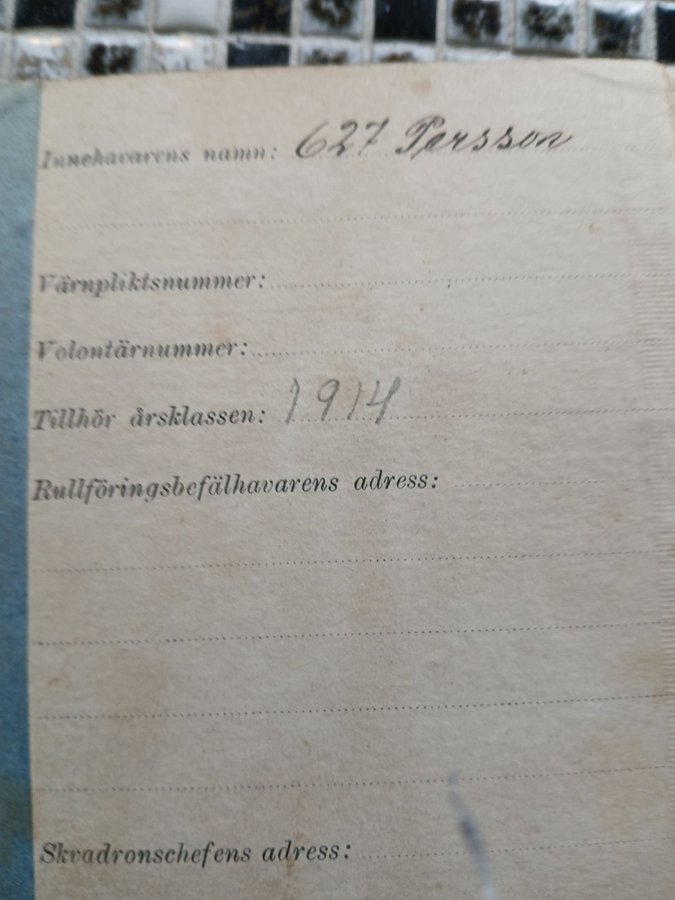 Innehavarens namn: 627 Persson
Värnpliktsnummer:
Volontärnummer:
Tillhör årsklassen: 1914
Rullföringsbefälhavarens adress:
Skvadronschefens adress: